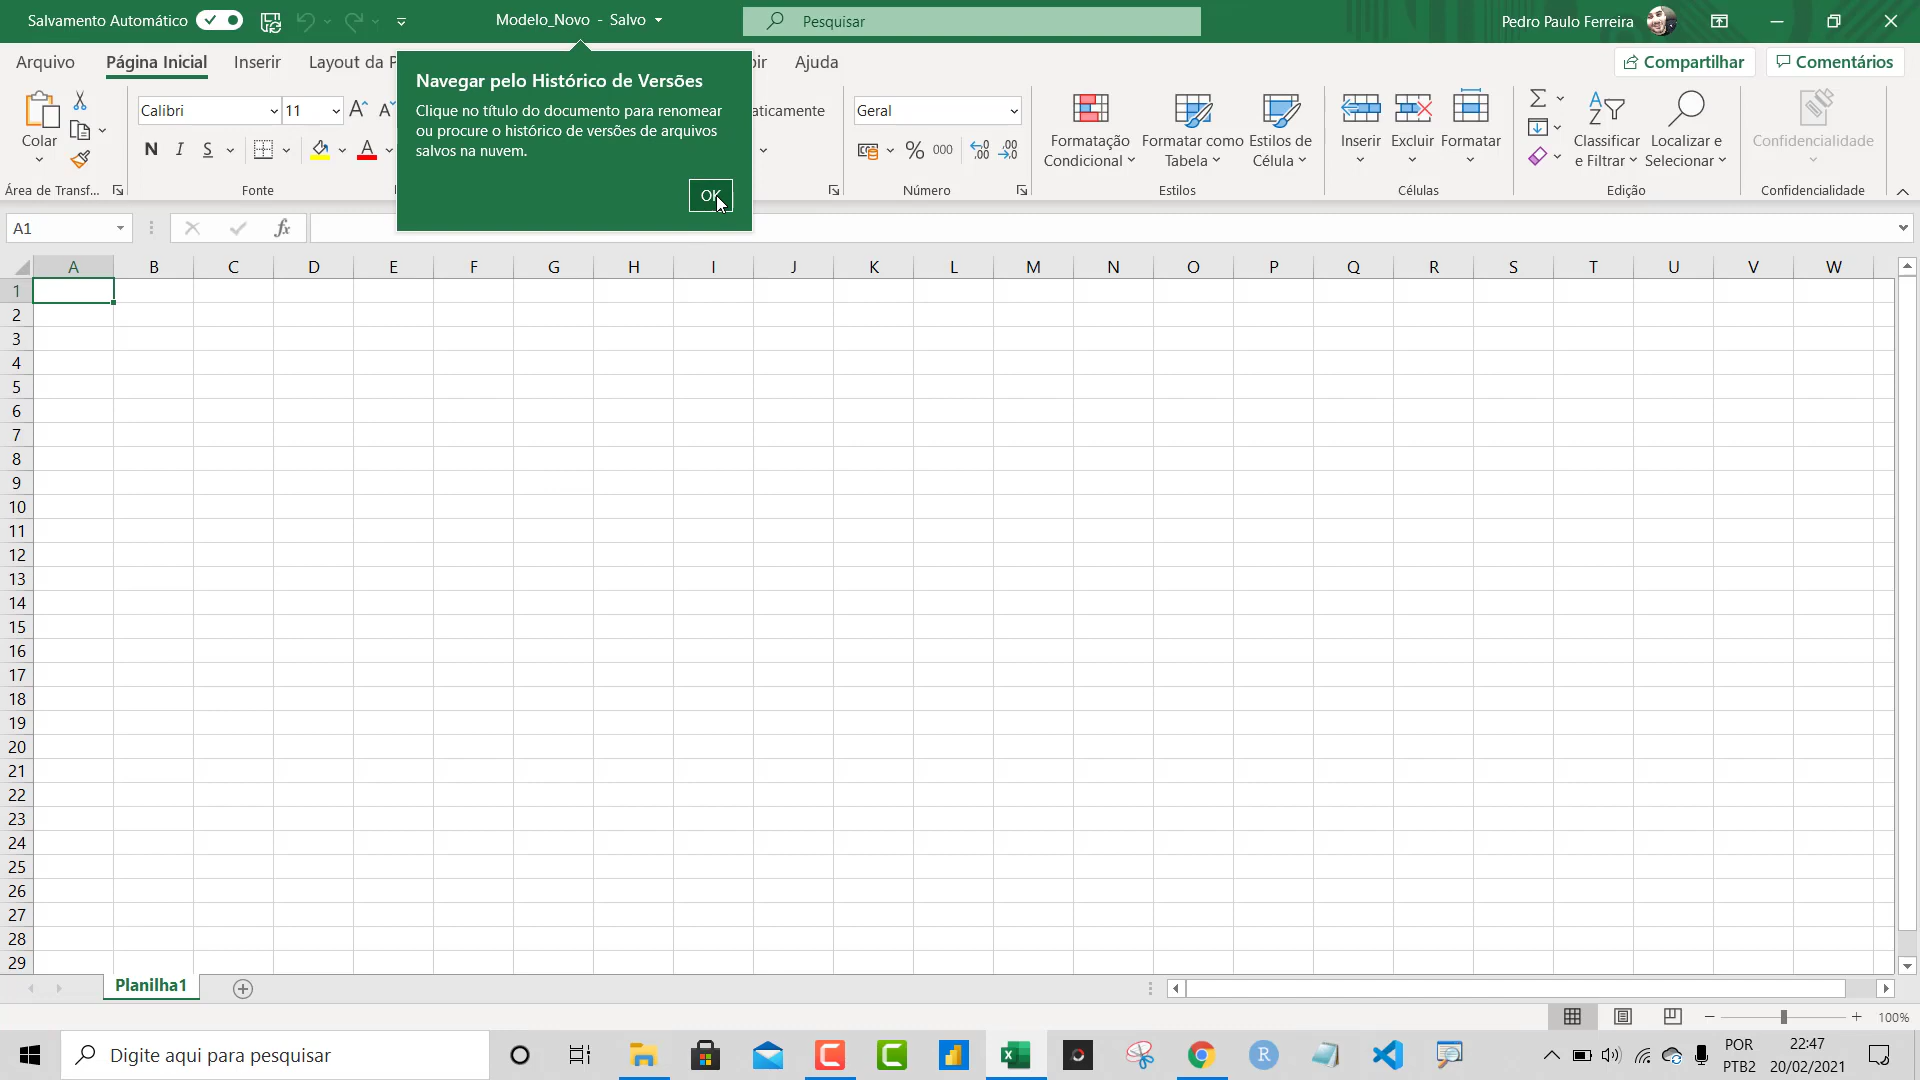 Salvamento Automático
Modelo_Novo - Salvo
Pesquisar
Pedro Paulo Ferreira
Arquivo
Página Inicial
Inserir
Layout da P
ir
Ajuda
Compartilhar
Comentários
Navegar pelo Histórico de Versões
Clique no título do documento para renomear
ou procure o histórico de versões de arquivos
salvos na nuvem.
OK
Colar
Calibri
11
N I S
aticamente
Geral
% 000
Formatação
Condicional
Formatar como
Tabela
Estilos de
Célula
Inserir
Excluir
Formatar
Classificar
e Filtrar
Localizar e
Selecionar
Confidencialidade
Área de Transf...
Fonte
Número
Estilos
Células
Edição
Confidencialidade
A1
fx
A B C D E F G H I J K L M N O P Q R S T U V W
1
2
3
4
5
6
7
8
9
10
11
12
13
14
15
16
17
18
19
20
21
22
23
24
25
26
27
28
29
Planilha1
100%
Digite aqui para pesquisar
POR
PTB2
22:47
20/02/2021